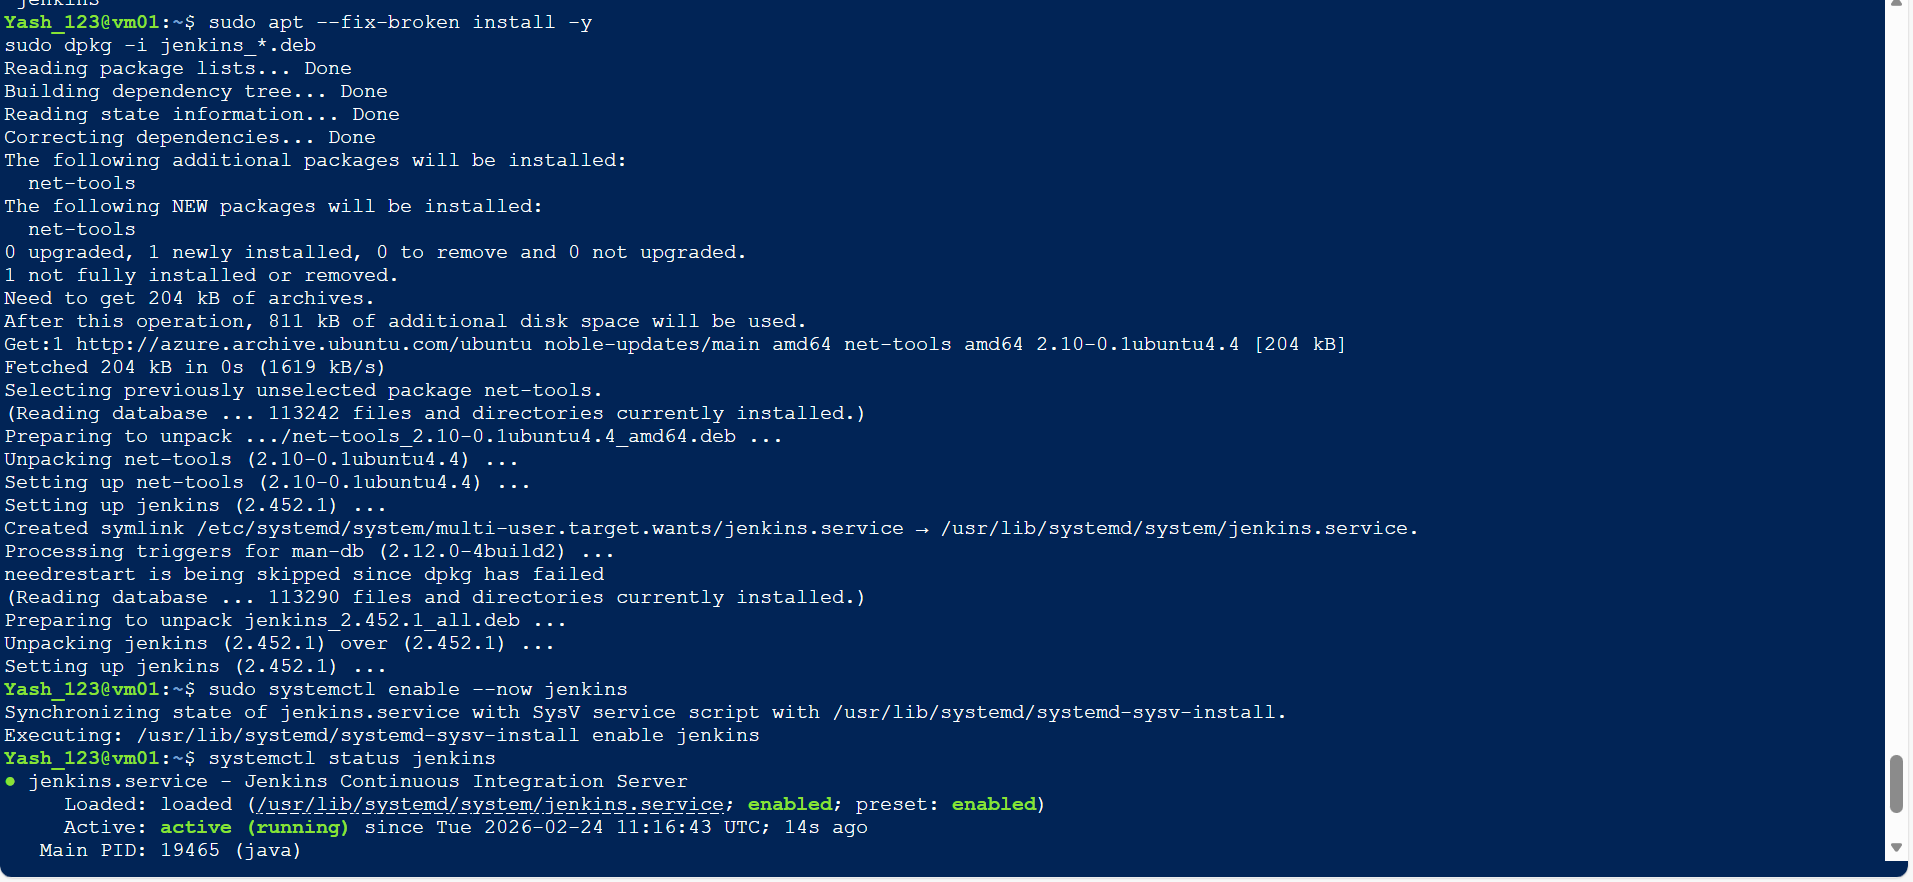 jenkins
Yash_123@vm01:~$ sudo apt --fix-broken install -y
sudo dpkg -i jenkins_*.deb
Reading package lists... Done
Building dependency tree... Done
Reading state information... Done
Correcting dependencies... Done
The following additional packages will be installed:
  net-tools
The following NEW packages will be installed:
  net-tools
0 upgraded, 1 newly installed, 0 to remove and 0 not upgraded.
1 not fully installed or removed.
Need to get 204 kB of archives.
After this operation, 811 kB of additional disk space will be used.
Get:1 http://azure.archive.ubuntu.com/ubuntu noble-updates/main amd64 net-tools amd64 2.10-0.1ubuntu4.4 [204 kB]
Fetched 204 kB in 0s (1619 kB/s)
Selecting previously unselected package net-tools.
(Reading database ... 113242 files and directories currently installed.)
Preparing to unpack .../net-tools_2.10-0.1ubuntu4.4_amd64.deb ...
Unpacking net-tools (2.10-0.1ubuntu4.4) ...
Setting up net-tools (2.10-0.1ubuntu4.4) ...
Setting up jenkins (2.452.1) ...
Created symlink /etc/systemd/system/multi-user.target.wants/jenkins.service → /usr/lib/systemd/system/jenkins.service.
Processing triggers for man-db (2.12.0-4build2) ...
needrestart is being skipped since dpkg has failed
(Reading database ... 113290 files and directories currently installed.)
Preparing to unpack jenkins_2.452.1_all.deb ...
Unpacking jenkins (2.452.1) over (2.452.1) ...
Setting up jenkins (2.452.1) ...
Yash_123@vm01:~$ sudo systemctl enable --now jenkins
Synchronizing state of jenkins.service with SysV service script with /usr/lib/systemd/systemd-sysv-install.
Executing: /usr/lib/systemd/systemd-sysv-install enable jenkins
Yash_123@vm01:~$ systemctl status jenkins
● jenkins.service - Jenkins Continuous Integration Server
     Loaded: loaded (/usr/lib/systemd/system/jenkins.service; enabled; preset: enabled)
     Active: active (running) since Tue 2026-02-24 11:16:43 UTC; 14s ago
   Main PID: 19465 (java)